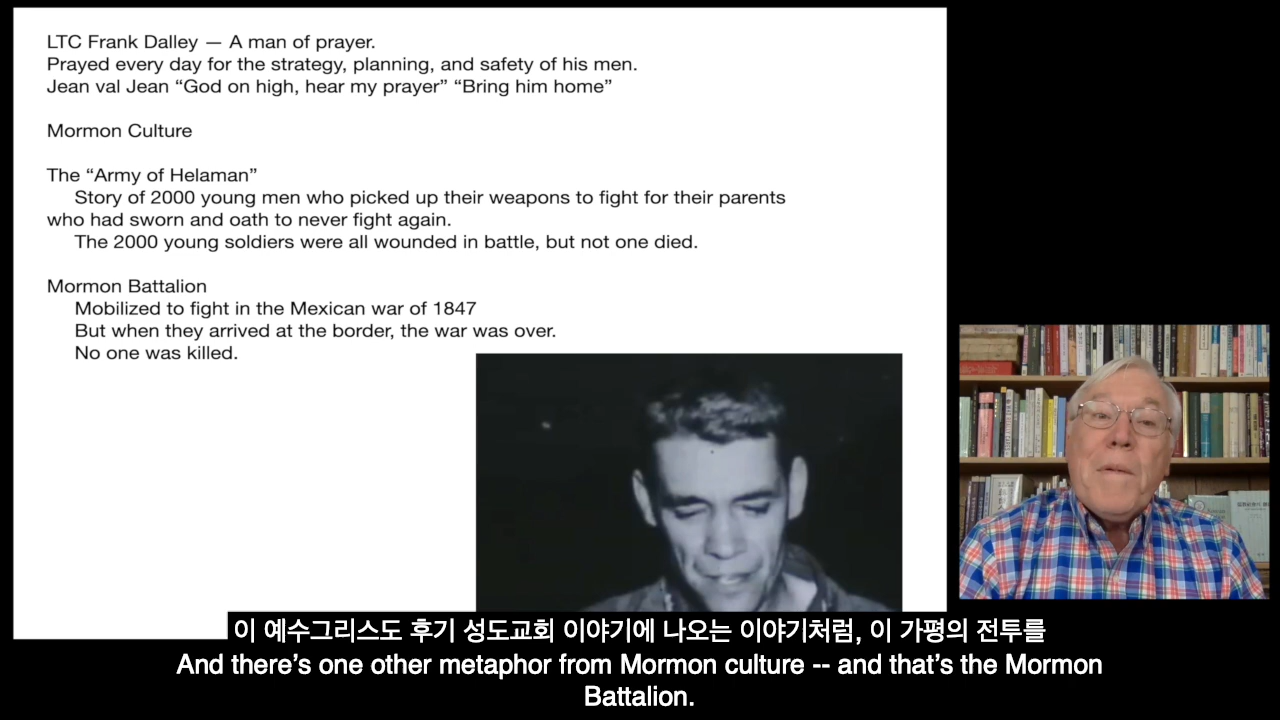 LTC Frank Dalley — A man of prayer.
Prayed every day for the strategy, planning, and safety of his men.
Jean val Jean “God on high, hear my prayer” “Bring him home”
Mormon Culture
The “Army of Helaman”
Story of 2000 young men who picked up their weapons to fight for their parents
who had sworn and oath to never fight again.
The 2000 young soldiers were all wounded in battle, but not one died.
Mormon Battalion
Mobilized to fight in the Mexican war of 1847
But when they arrived at the border, the war was over.
No one was killed.
이 예수그리스도 후기 성도교회 이야기에 나오는 이야기처럼, 이 가평의 전투를
And there’s one other metaphor from Mormon culture -- and that’s the Mormon
Battalion.